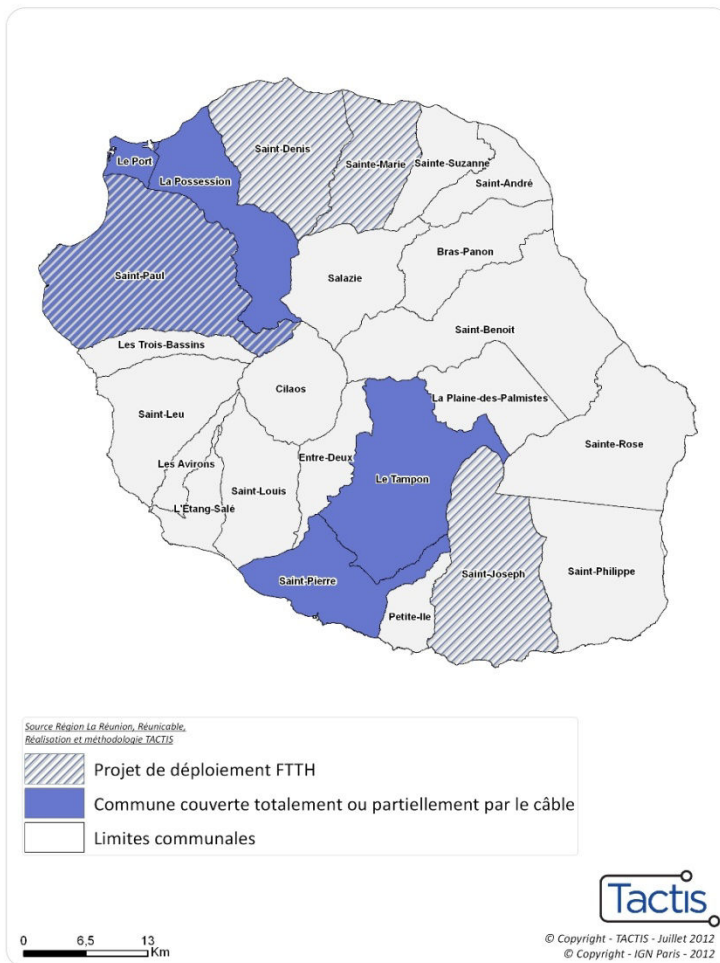 Saint-Denis
Sainte-Marie
Sainte-Suzanne
Le Port
La Possession
Saint-André
Bras-Panon
Saint-Paul
Salazie
Saint-Benoit
Les Trois-Bassins
Cilaos
La Plaine-des-Palmistes
Saint-Leu
Sainte-Rose
Les Avirons
Entre-Deux
Saint-Louis
Le Tampon
L'Étang-Salé
Saint-Joseph
Saint-Philippe
Saint-Pierre
Petite-Ile
Source Région La Réunion, Réunicable,
Réalisation et méthodologie TACTIS
Projet de déploiement FTTH
Commune couverte totalement ou partiellement par le câble
Limites communales
Tactis
0 6,5 13
Km
© Copyright - TACTIS - Juillet 2012
© Copyright - IGN Paris - 2012